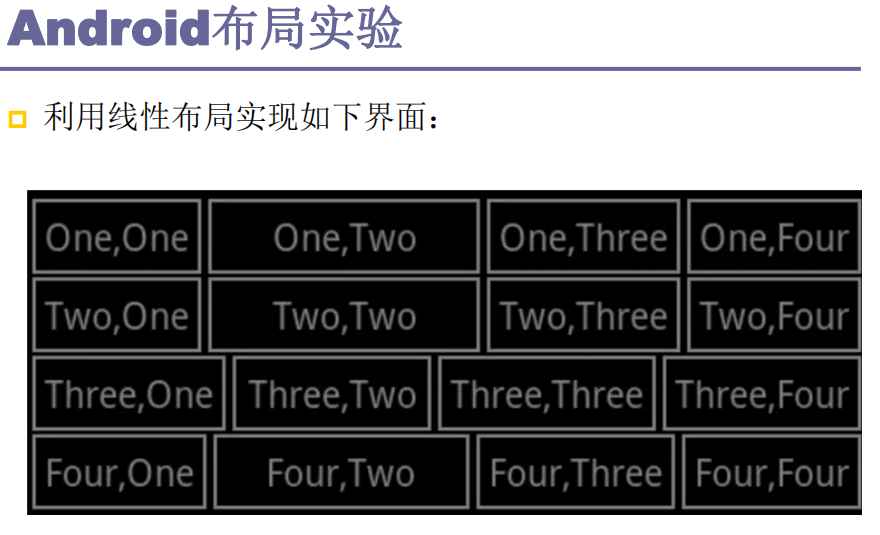 Android布局实验
利用线性布局实现如下界面：
One,One One,Two One,Three One,Four
Two,One Two,Two Two,Three Two,Four
Three,One Three,Two Three,Three Three,Four
Four,One Four,Two Four,Three Four,Four